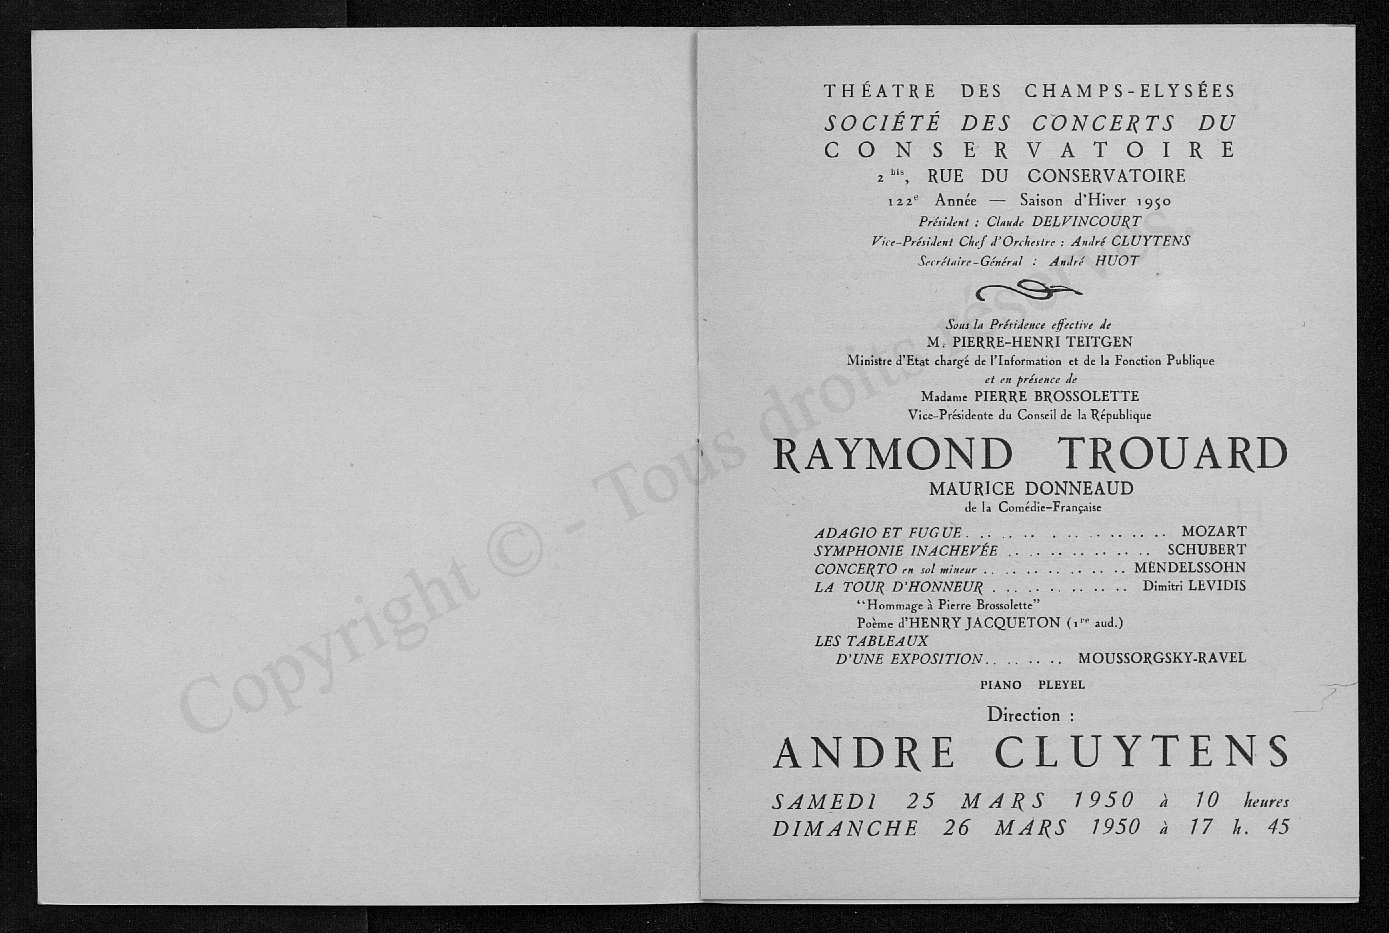 THÉATRE DES CHAMPS-ELYSÉES
SOCIÉTÉ DES CONCERTS DU
CONSERVATOIRE
2 bis, RUE DU CONSERVATOIRE
122e Année — Saison d'Hiver 1950
Président : Claude DELVINCOURT
Vice-Président Chef d'Orchestre : André CLUYTENS
Secrétaire-Général : André HUOT
Sous la Présidence effective de
M. PIERRE-HENRI TEITGEN
Ministre d'Etat chargé de l'Information et de la Fonction Publique
et en présence de
Madame PIERRE BROSSOLETTE
Vice-Présidente du Conseil de la République
RAYMOND TROUARD
MAURICE DONNEAUD
de la Comédie-Française
ADAGIO ET FUGUE . . . . . . . . . . . . . . . . MOZART
SYMPHONIE INACHEVÉE . . . . . . . . . . . . . SCHUBERT
CONCERTO en sol mineur . . . . . . . . . . . . . MENDELSSOHN
LA TOUR D'HONNEUR . . . . . . . . . . . . Dimitri LEVIDIS
"Hommage à Pierre Brossolette"
Poème d'HENRY JACQUETON (1re aud.)
LES TABLEAUX
D'UNE EXPOSITION . . . . . . . . MOUSSORGSKY-RAVEL
PIANO PLEYEL
Direction :
ANDRE CLUYTENS
SAMEDI 25 MARS 1950 à 10 heures
DIMANCHE 26 MARS 1950 à 17 h. 45
Copyright © - Tous droits réservés.